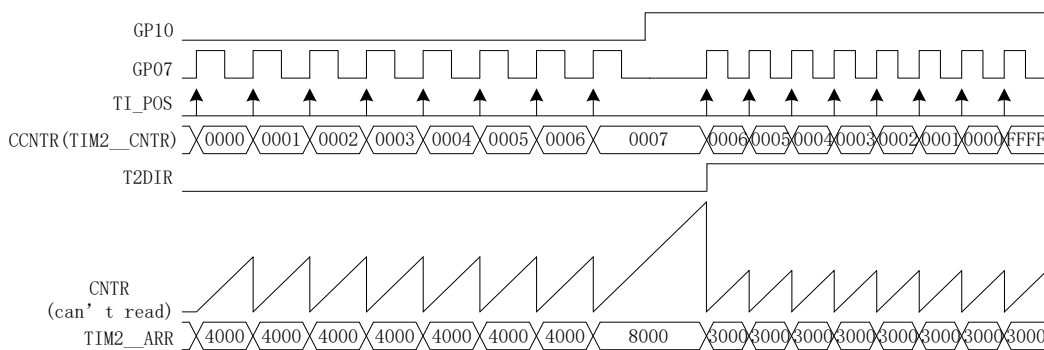 GP10
GP07
TI_POS
CCNTR(TIM2__CNTR) 0000 0001 0002 0003 0004 0005 0006 0007 0006 0005 0004 0003 0002 0001 0000 FFFF
T2DIR
CNTR
(can't read)
TIM2__ARR 4000 4000 4000 4000 4000 4000 4000 8000 3000 3000 3000 3000 3000 3000 3000 3000